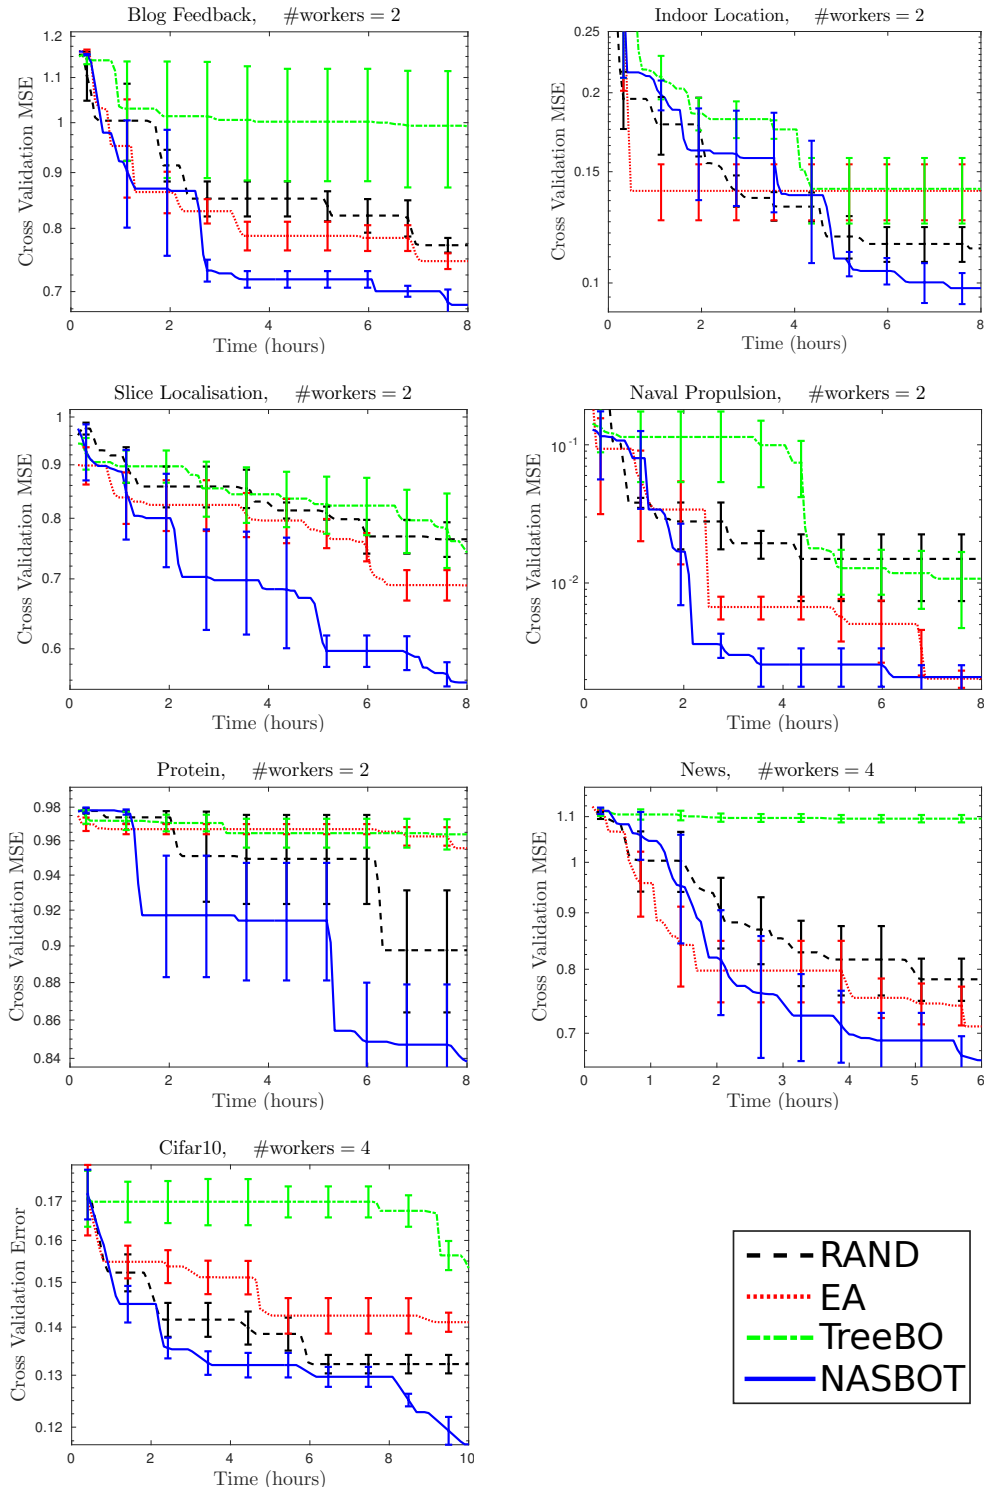 Blog Feedback, #workers = 2
Cross Validation MSE
1.2
1.1
1
0.9
0.8
0.7
0 2 4 6 8
Time (hours)
Indoor Location, #workers = 2
Cross Validation MSE
0.25
0.2
0.15
0.1
0 2 4 6 8
Time (hours)
Slice Localisation, #workers = 2
Cross Validation MSE
1
0.9
0.8
0.7
0.6
0 2 4 6 8
Time (hours)
Naval Propulsion, #workers = 2
Cross Validation MSE
10⁻¹
10⁻²
0 2 4 6 8
Time (hours)
Protein, #workers = 2
Cross Validation MSE
0.98
0.96
0.94
0.92
0.9
0.88
0.86
0.84
0 2 4 6 8
Time (hours)
News, #workers = 4
Cross Validation MSE
1.1
1
0.9
0.8
0.7
0 1 2 3 4 5 6
Time (hours)
Cifar10, #workers = 4
Cross Validation Error
0.17
0.16
0.15
0.14
0.13
0.12
0 2 4 6 8 10
Time (hours)
RAND
EA
TreeBO
NASBOT